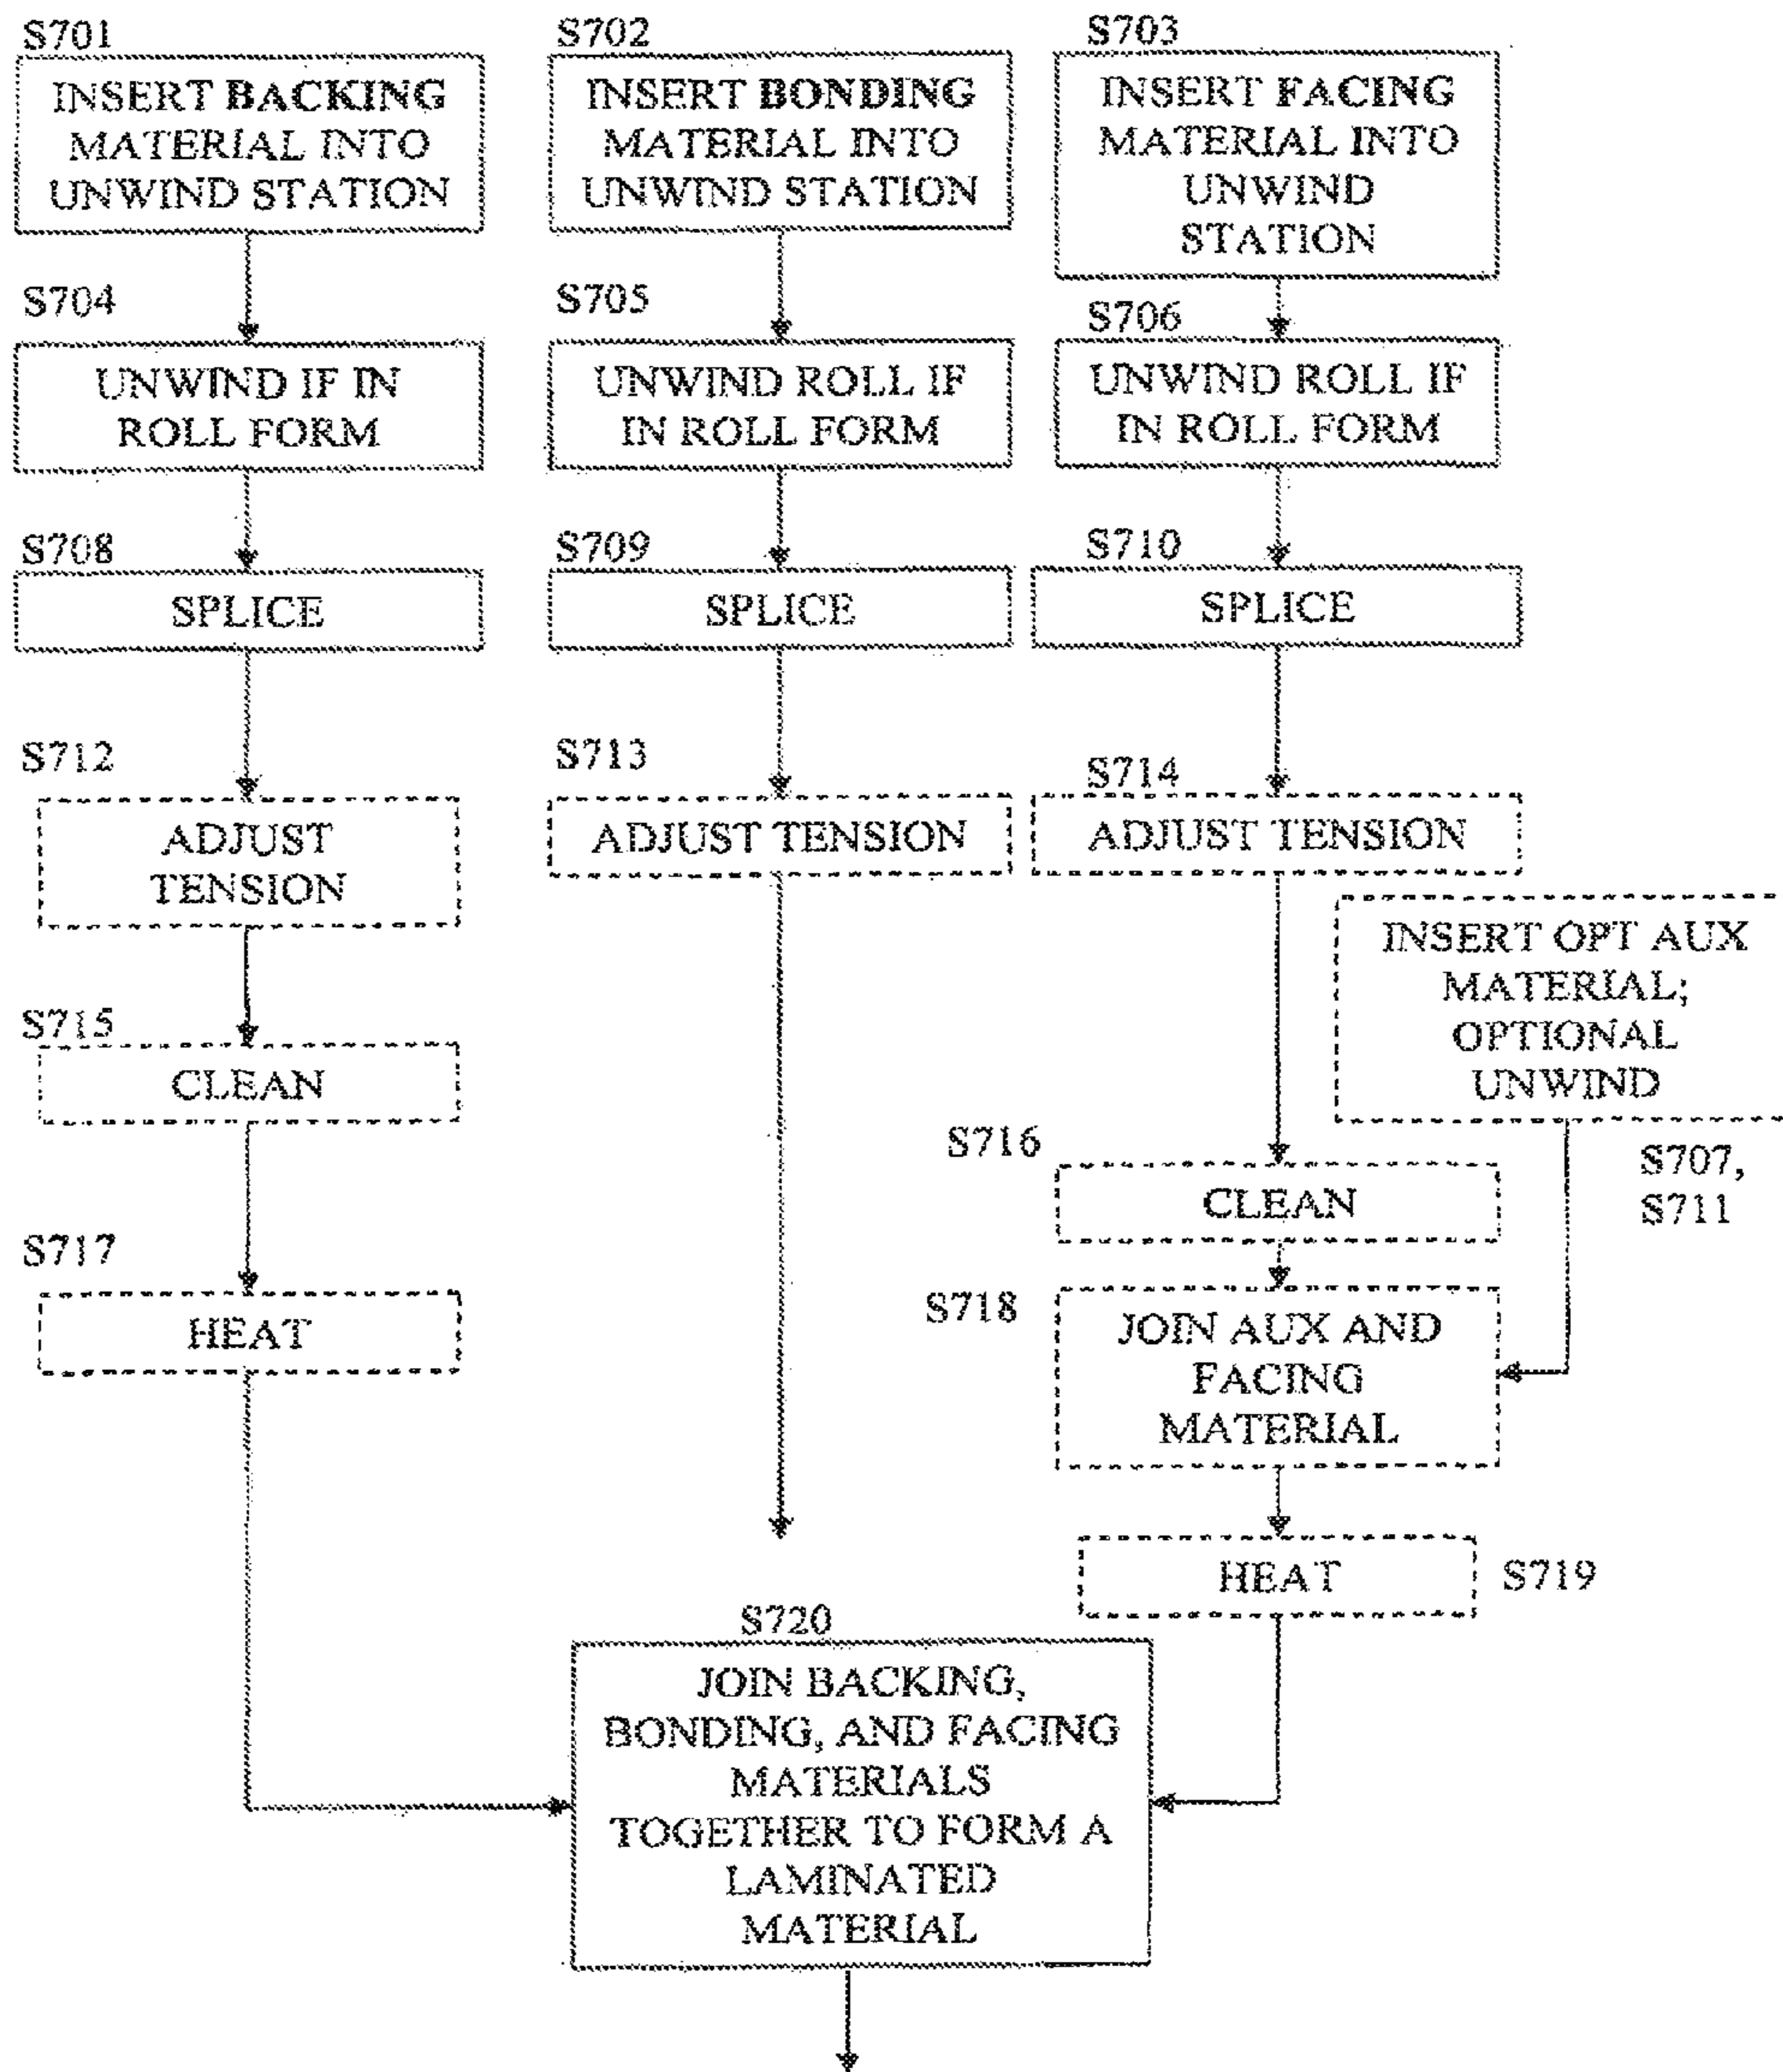 S701
INSERT BACKING
MATERIAL INTO
UNWIND STATION
S702
INSERT BONDING
MATERIAL INTO
UNWIND STATION
S703
INSERT FACING
MATERIAL INTO
UNWIND
STATION
S704
UNWIND IF IN
ROLL FORM
S705
UNWIND ROLL IF
IN ROLL FORM
S706
UNWIND ROLL IF
IN ROLL FORM
S708
SPLICE
S709
SPLICE
S710
SPLICE
S712
ADJUST
TENSION
S713
ADJUST TENSION
S714
ADJUST TENSION
INSERT OPT AUX
MATERIAL;
OPTIONAL
UNWIND
S707,
S711
S715
CLEAN
S716
CLEAN
S717
HEAT
S718
JOIN AUX AND
FACING
MATERIAL
HEAT
S719
S720
JOIN BACKING,
BONDING, AND FACING
MATERIALS
TOGETHER TO FORM A
LAMINATED
MATERIAL